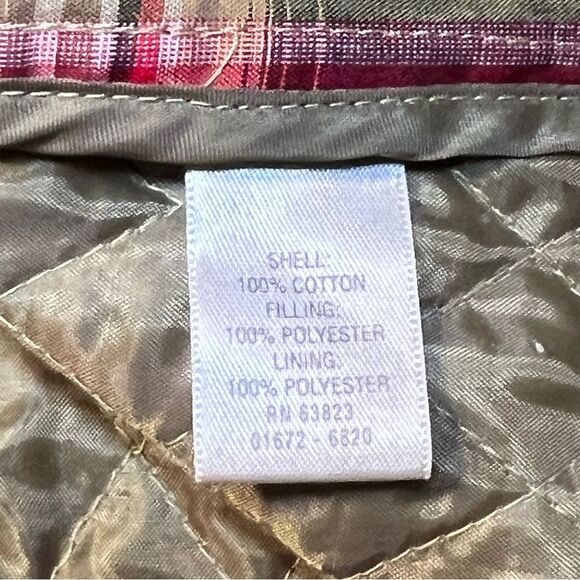 SHELL:
100% COTTON
FILLING:
100% POLYESTER
LINING:
100% POLYESTER
RN 63823
01672 - 6820